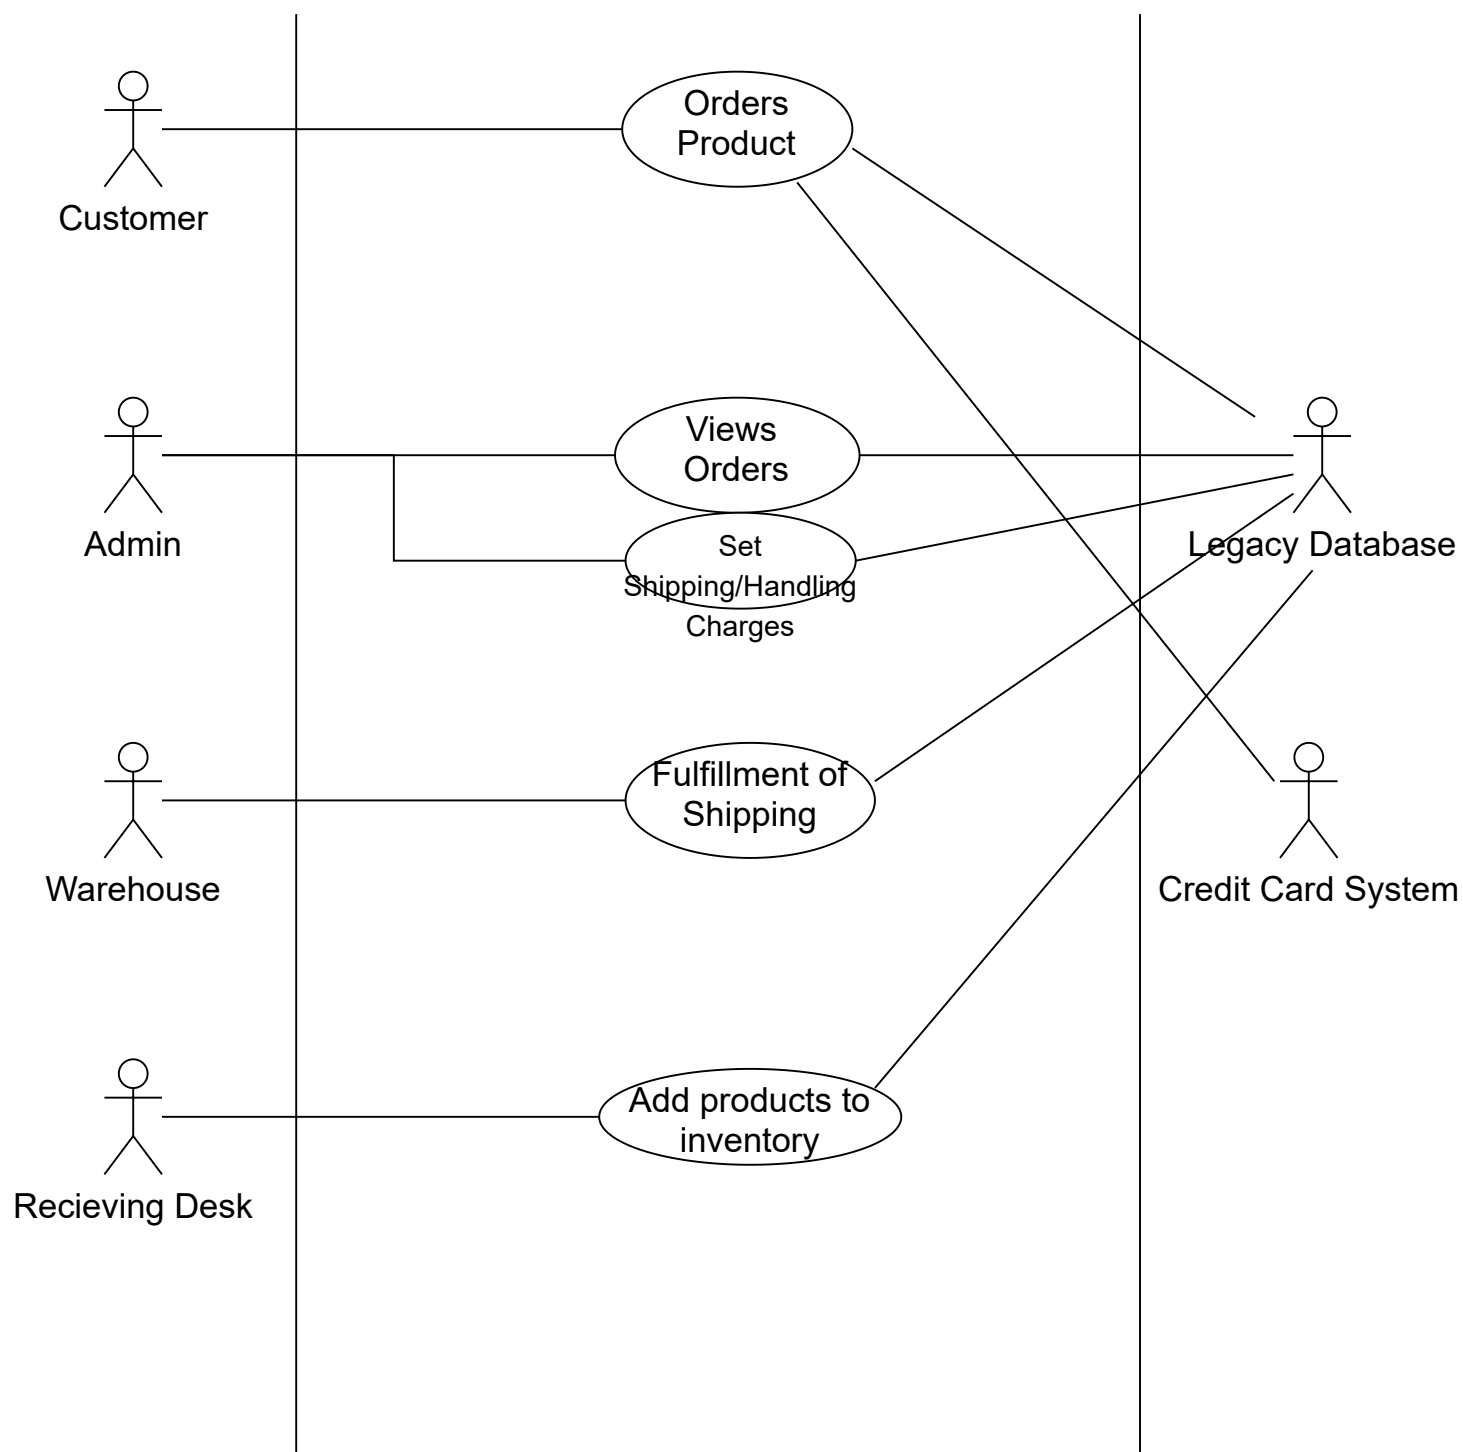 Orders
Product
Customer
Views
Orders
Admin
Set
Shipping/Handling
Charges
Legacy Database
Fulfillment of
Shipping
Warehouse
Credit Card System
Add products to
inventory
Recieving Desk